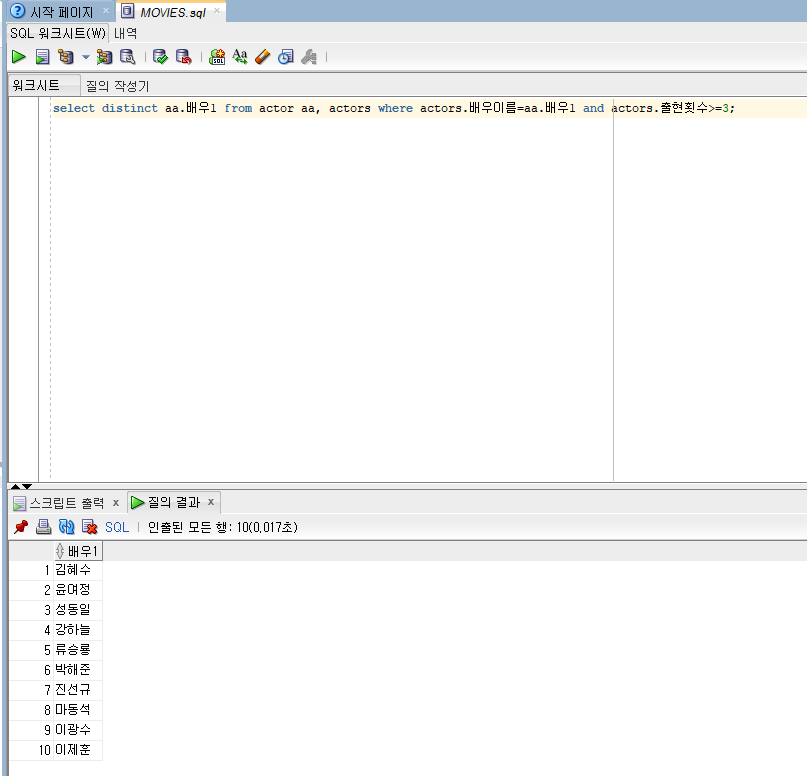 시작 페이지 × MOVIES.sql ×
SQL 워크시트(W) 내역
워크시트 질의 작성기
select distinct aa.배우1 from actor aa, actors where actors.배우이름=aa.배우1 and actors.출현횟수>=3;
스크립트 출력 × 질의 결과 ×
SQL | 인출된 모든 행: 10(0,017초)
배우1
1 김혜수
2 윤여정
3 성동일
4 강하늘
5 류승룡
6 박해준
7 진선규
8 마동석
9 이광수
10 이제훈